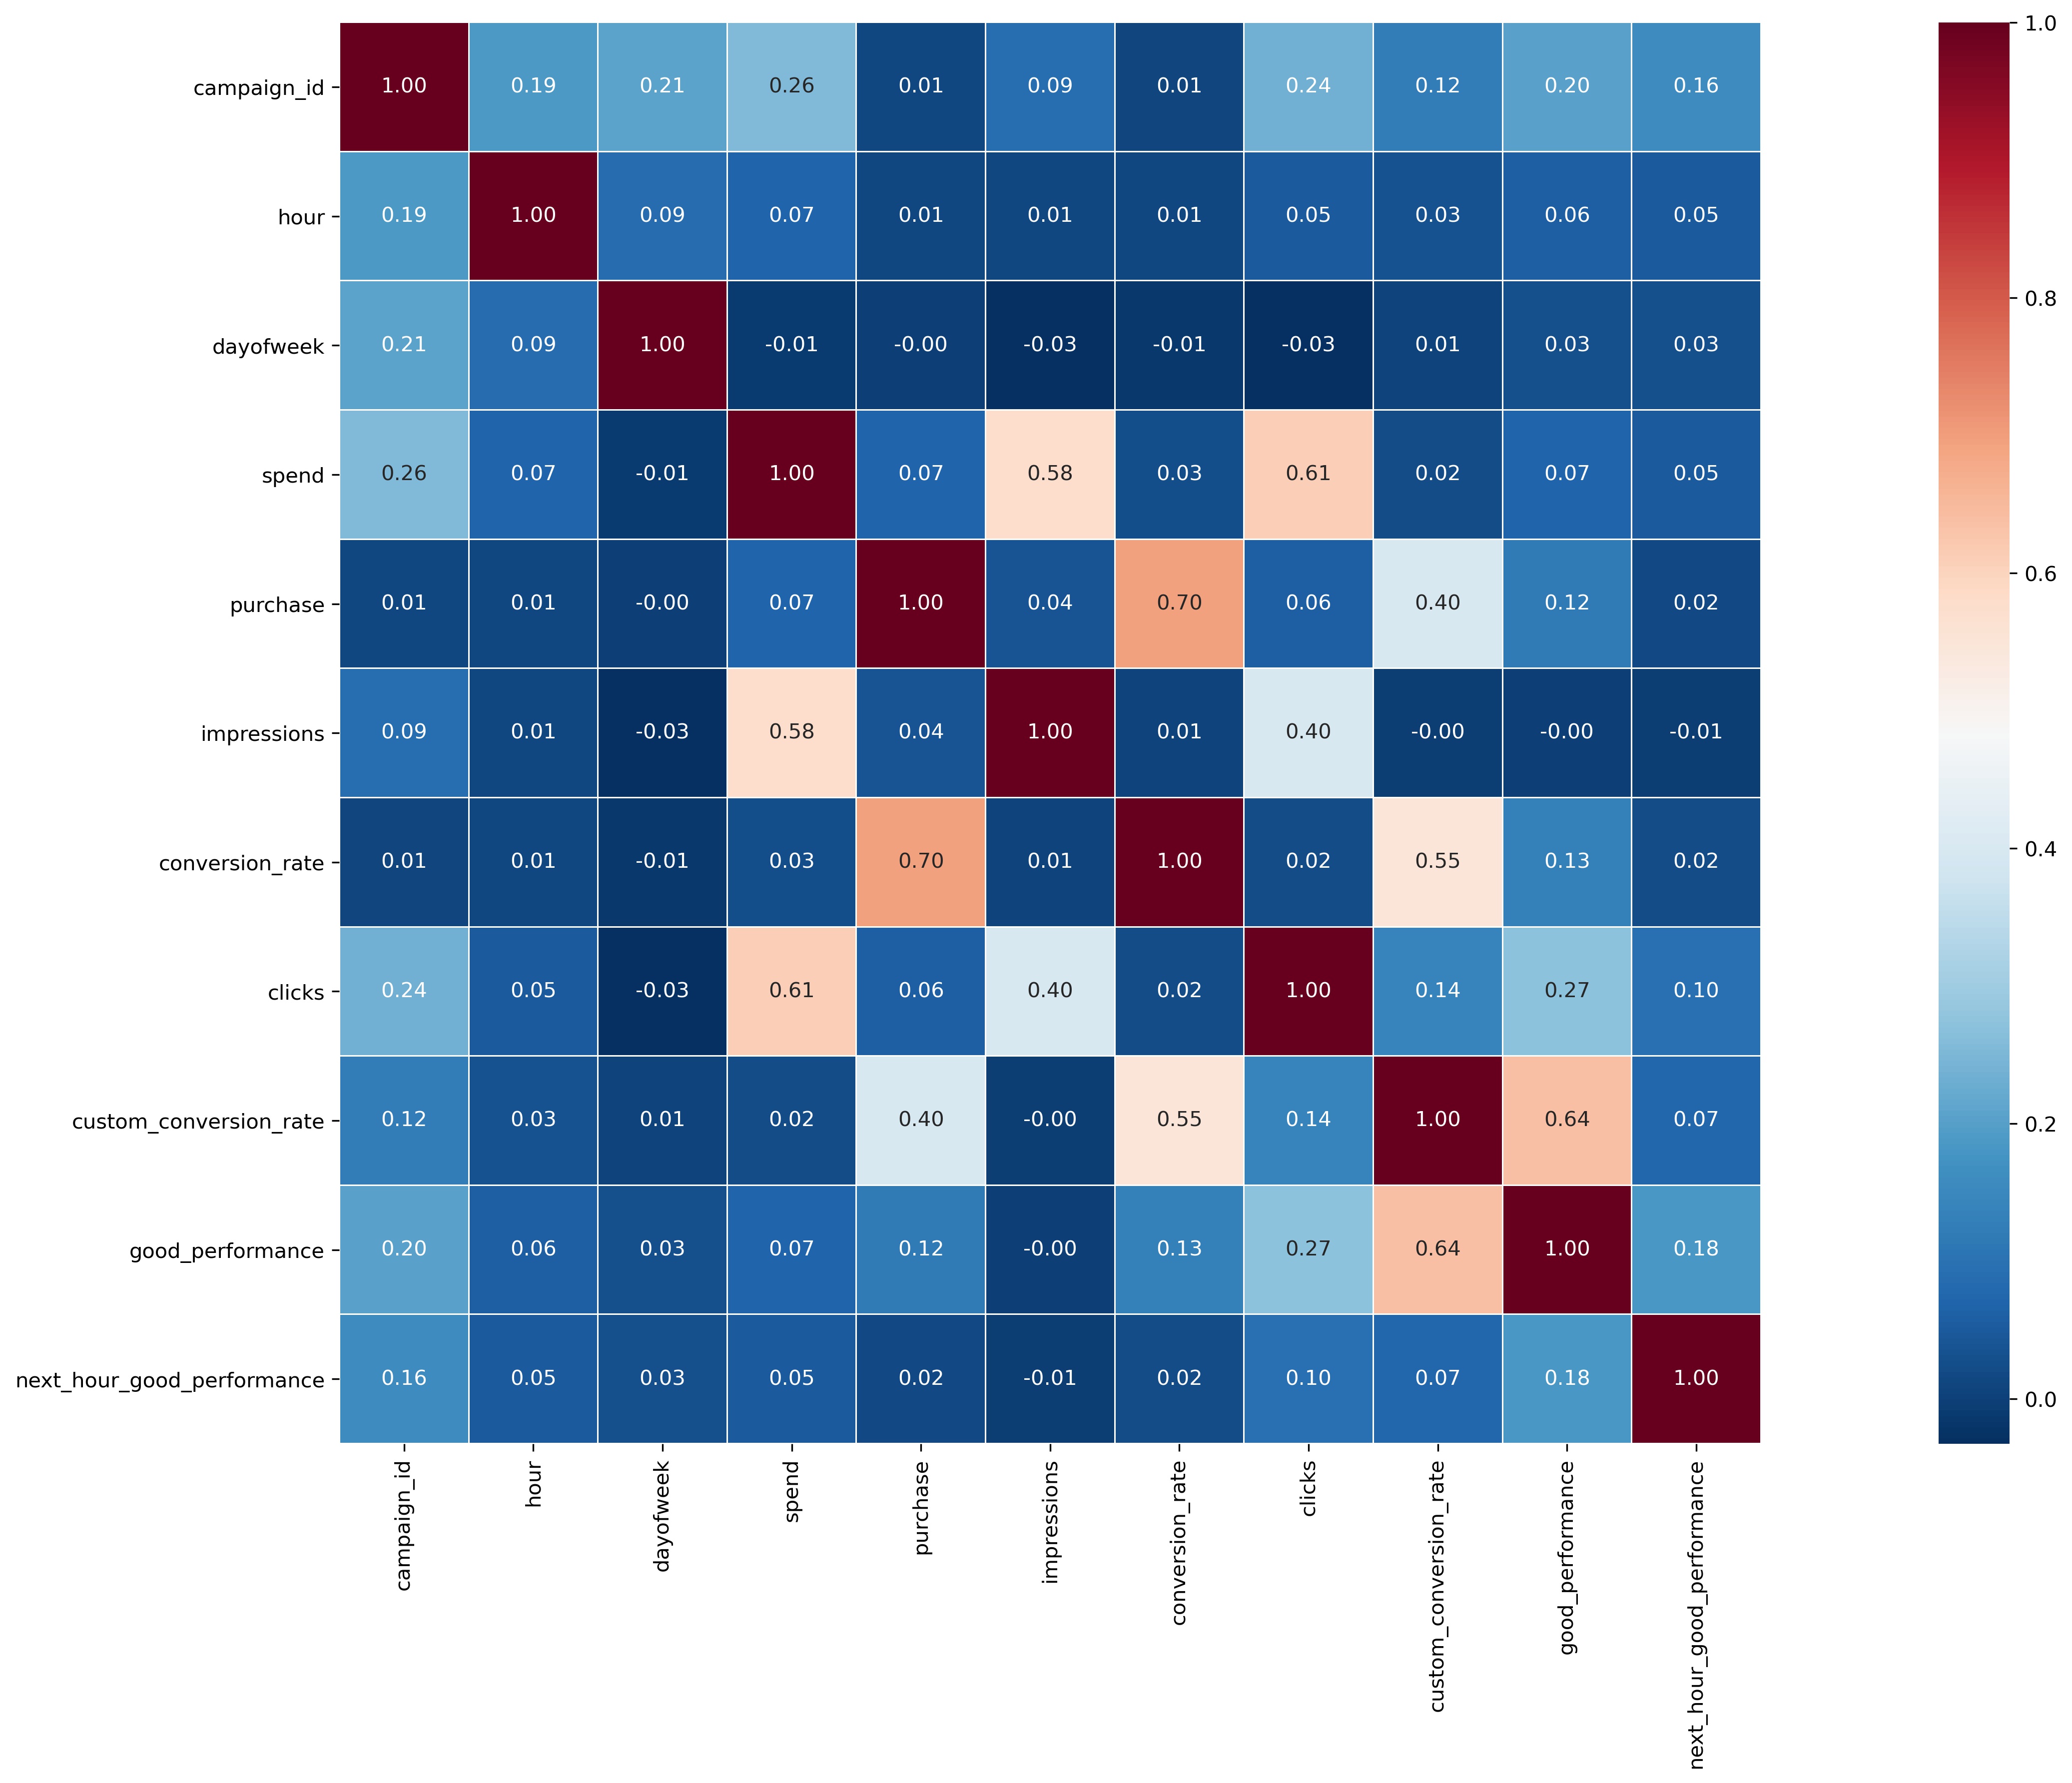 campaign_id 1.00 0.19 0.21 0.26 0.01 0.09 0.01 0.24 0.12 0.20 0.16
hour 0.19 1.00 0.09 0.07 0.01 0.01 0.01 0.05 0.03 0.06 0.05
dayofweek 0.21 0.09 1.00 -0.01 -0.00 -0.03 -0.01 -0.03 0.01 0.03 0.03
spend 0.26 0.07 -0.01 1.00 0.07 0.58 0.03 0.61 0.02 0.07 0.05
purchase 0.01 0.01 -0.00 0.07 1.00 0.04 0.70 0.06 0.40 0.12 0.02
impressions 0.09 0.01 -0.03 0.58 0.04 1.00 0.01 0.40 -0.00 -0.00 -0.01
conversion_rate 0.01 0.01 -0.01 0.03 0.70 0.01 1.00 0.02 0.55 0.13 0.02
clicks 0.24 0.05 -0.03 0.61 0.06 0.40 0.02 1.00 0.14 0.27 0.10
custom_conversion_rate 0.12 0.03 0.01 0.02 0.40 -0.00 0.55 0.14 1.00 0.64 0.07
good_performance 0.20 0.06 0.03 0.07 0.12 -0.00 0.13 0.27 0.64 1.00 0.18
next_hour_good_performance 0.16 0.05 0.03 0.05 0.02 -0.01 0.02 0.10 0.07 0.18 1.00
campaign_id
hour
dayofweek
spend
purchase
impressions
conversion_rate
clicks
custom_conversion_rate
good_performance
next_hour_good_performance
1.0
0.8
0.6
0.4
0.2
0.0